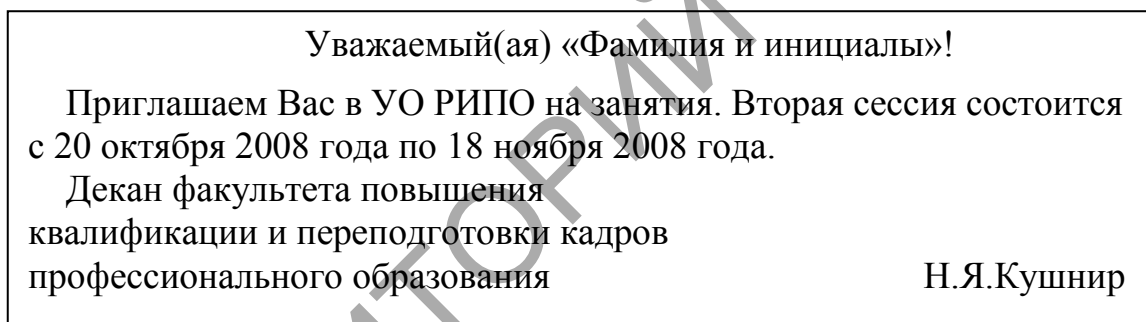 Уважаемый(ая) «Фамилия и инициалы»!
Приглашаем Вас в УО РИПО на занятия. Вторая сессия состоится
с 20 октября 2008 года по 18 ноября 2008 года.
Декан факультета повышения
квалификации и переподготовки кадров
профессионального образования Н.Я.Кушнир